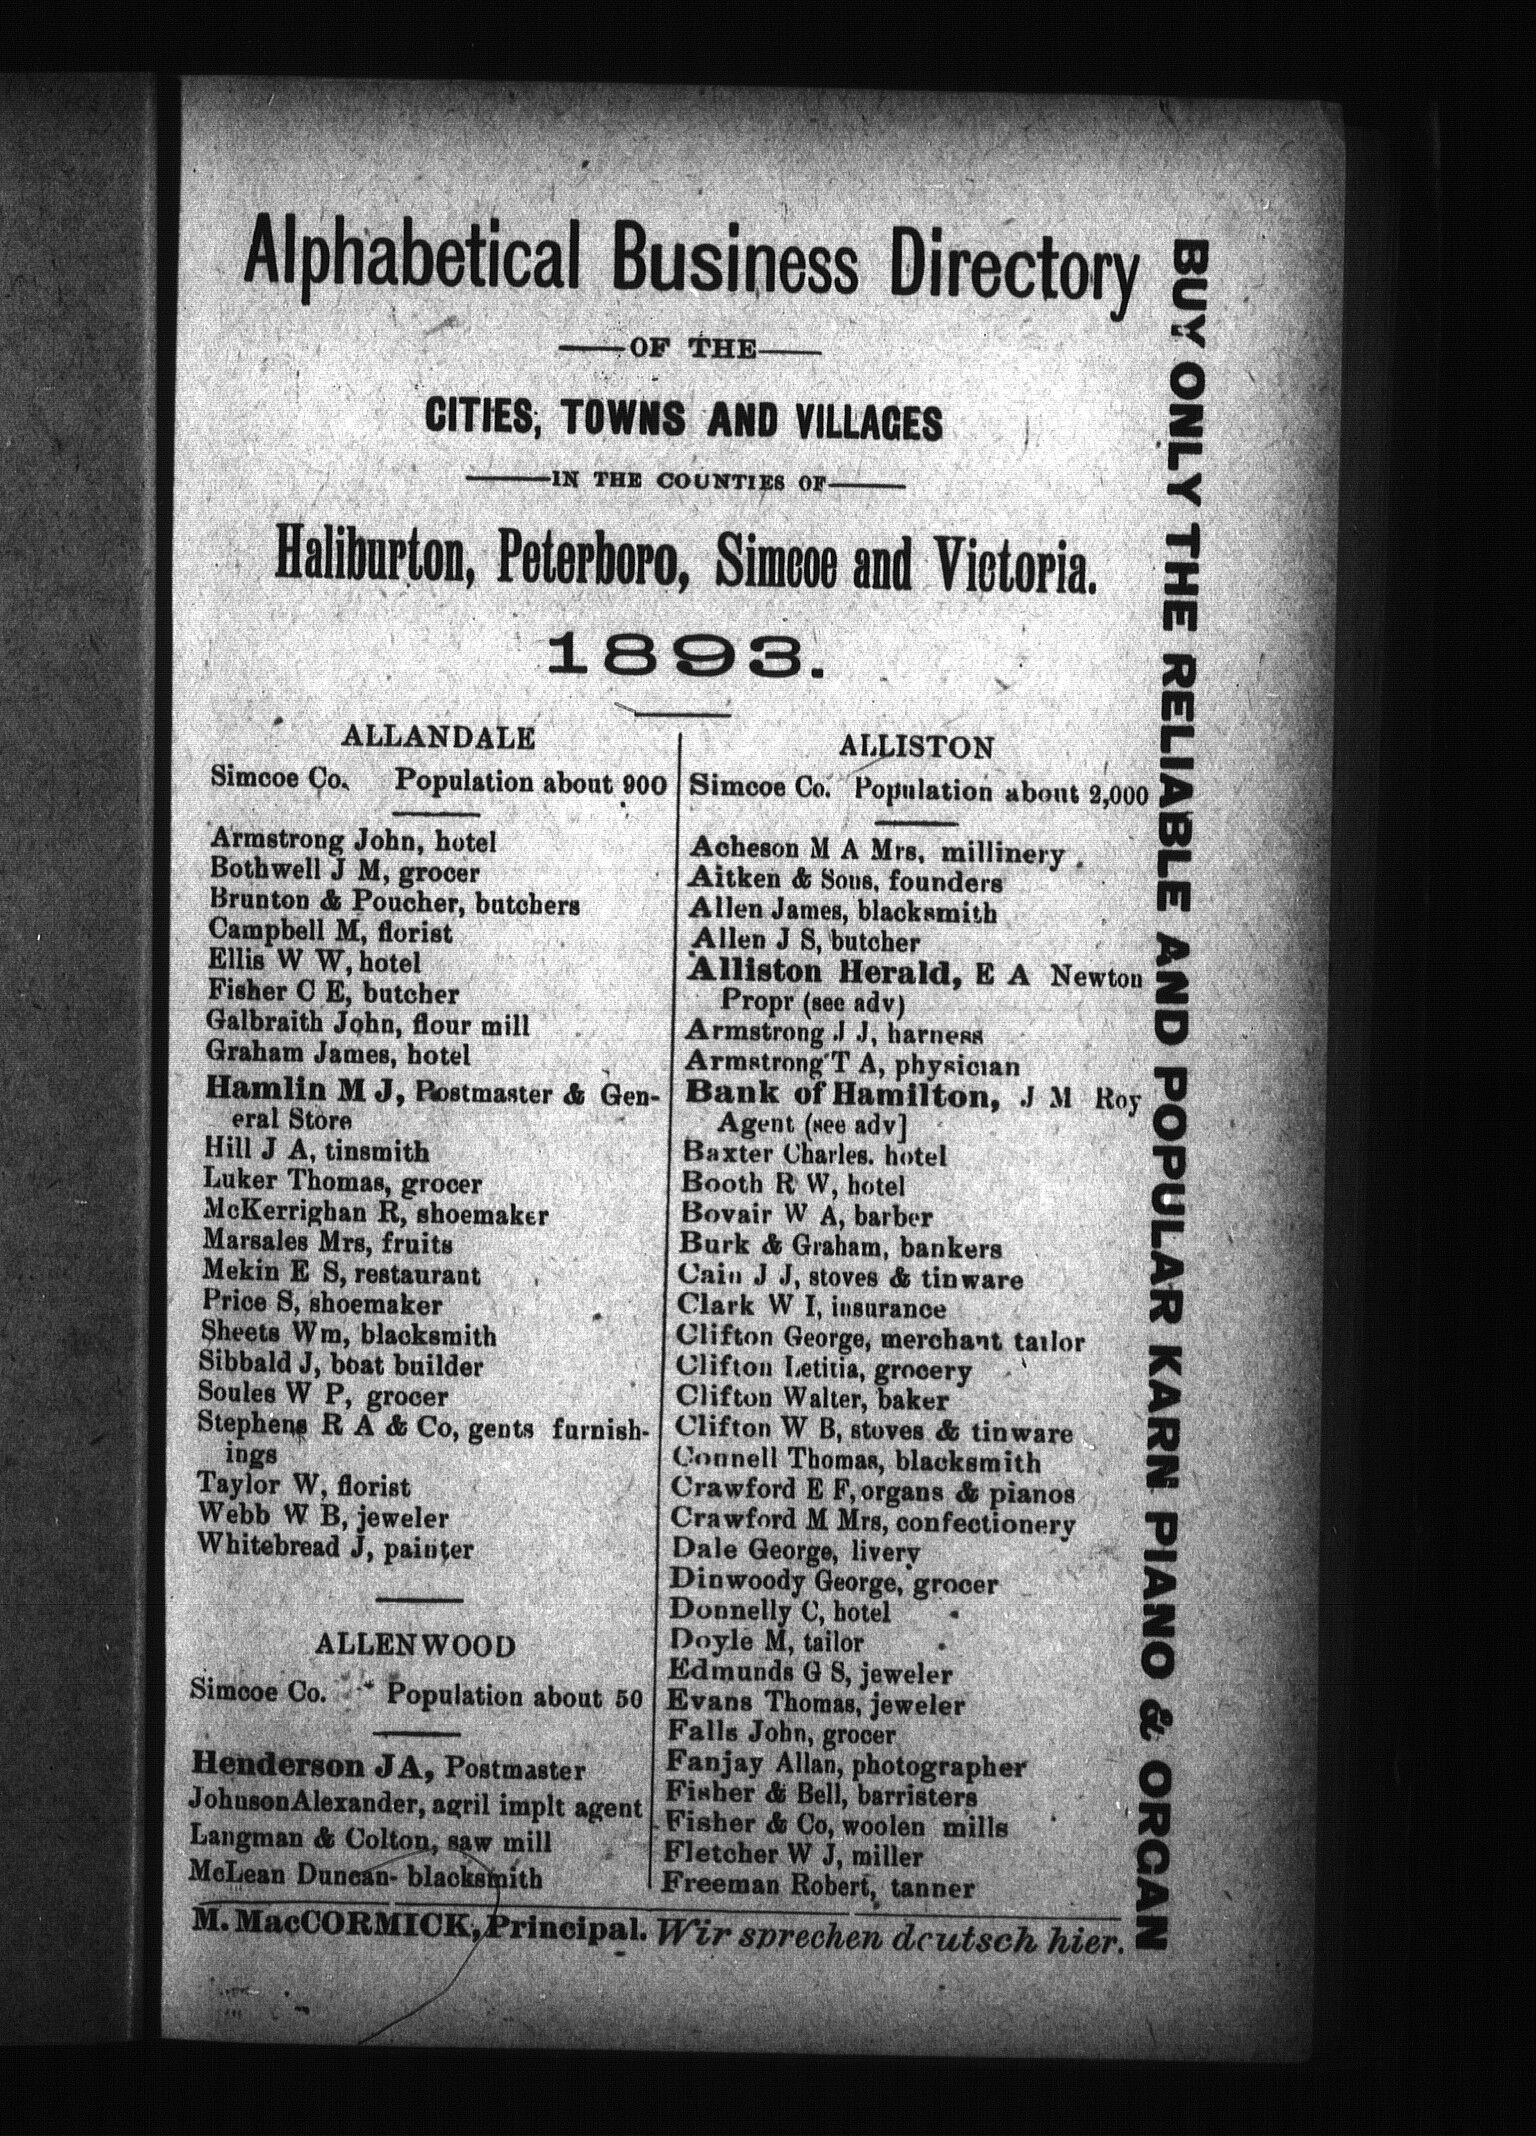 Alphabetical Business Directory
OF THE
CITIES, TOWNS AND VILLAGES
IN THE COUNTIES OF
Haliburton, Peterboro, Simcoe and Victoria.
1893.
ALLANDALE
Simcoe Co. Population about 900
Armstrong John, hotel
Bothwell J M, grocer
Brunton & Poucher, butchers
Campbell M, florist
Ellis W W, hotel
Fisher C E, butcher
Galbraith John, flour mill
Graham James, hotel
Hamlin M J, Postmaster & Gen-
eral Store
Hill J A, tinsmith
Luker Thomas, grocer
McKerrighan R, shoemaker
Marsales Mrs, fruits
Mekin E S, restaurant
Price S, shoemaker
Sheets Wm, blacksmith
Sibbald J, boat builder
Soules W P, grocer
Stephens R A & Co, gents furnish-
ings
Taylor W, florist
Webb W B, jeweler
Whitebread J, painter
ALLENWOOD
Simcoe Co. Population about 50
Henderson J A, Postmaster
Johnson Alexander, agril implt agent
Langman & Colton, saw mill
McLean Duncan- blacksmith
ALLISTON
Simcoe Co. Population about 2,000
Acheson M A Mrs, millinery
Aitken & Sons, founders
Allen James, blacksmith
Allen J S, butcher
Alliston Herald, E A Newton
Propr (see adv)
Armstrong J J, harness
Armstrong T A, physician
Bank of Hamilton, J M Roy
Agent (see adv]
Baxter Charles. hotel
Booth R W, hotel
Bovair W A, barber
Burk & Graham, bankers
Cain J J, stoves & tinware
Clark W I, insurance
Clifton George, merchant tailor
Clifton Letitia, grocery
Clifton Walter, baker
Clifton W B, stoves & tinware
Connell Thomas, blacksmith
Crawford E F, organs & pianos
Crawford M Mrs, confectionery
Dale George, livery
Dinwoody George, grocer
Donnelly C, hotel
Doyle M, tailor
Edmunds G S, jeweler
Evans Thomas, jeweler
Falls John, grocer
Fanjay Allan, photographer
Fisher & Bell, barristers
Fisher & Co, woolen mills
Fletcher W J, miller
Freeman Robert, tanner
M. MacCORMICK, Principal. Wir sprechen deutsch hier.
BUY ONLY THE RELIABLE AND POPULAR KARN PIANO & ORGAN